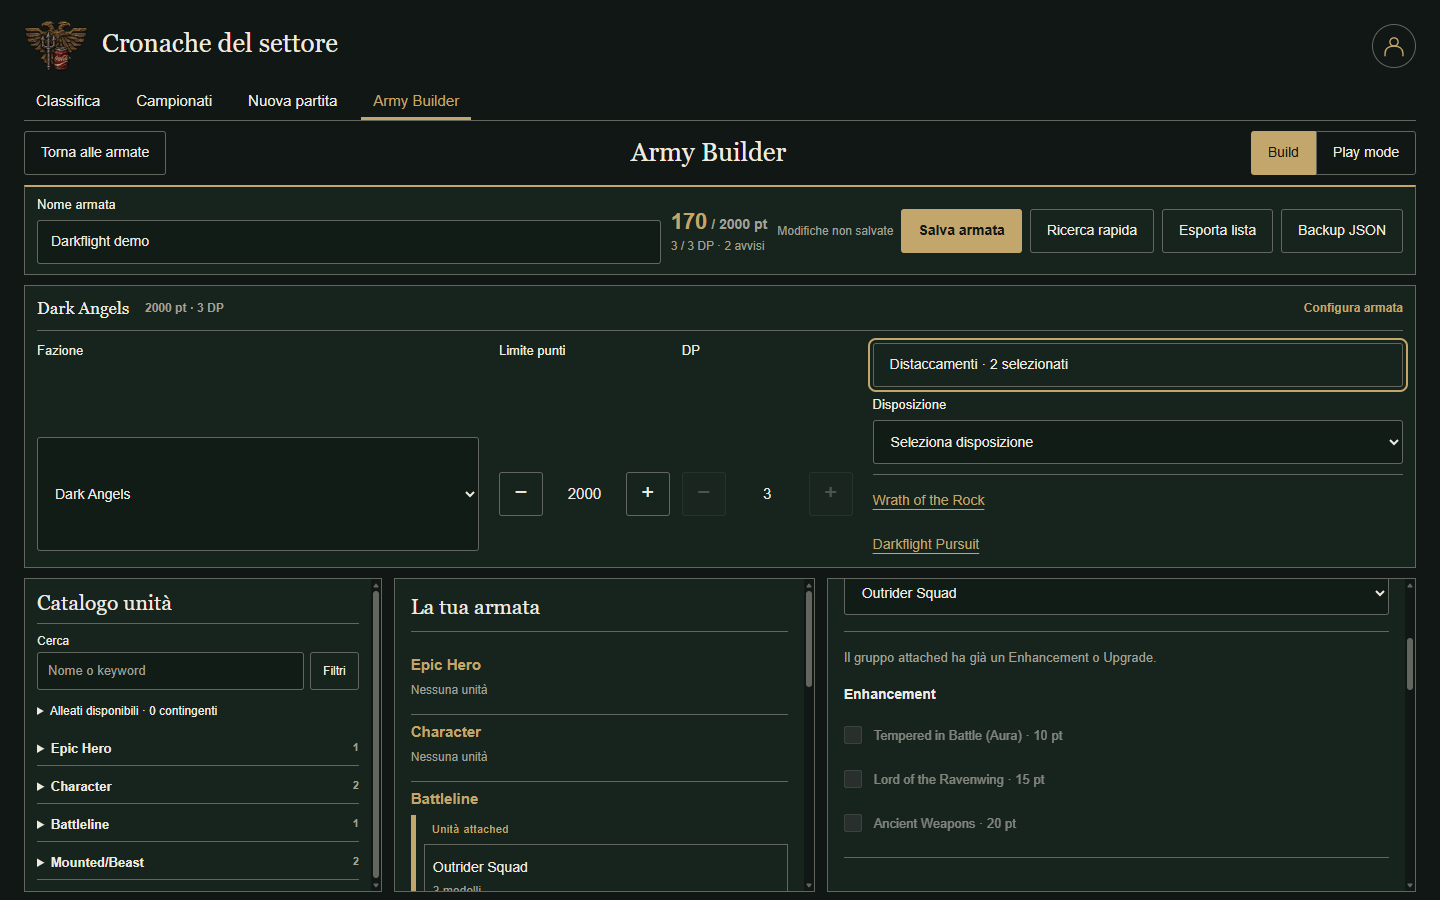 Cronache del settore
Classifica
Campionati
Nuova partita
Army Builder
Torna alle armate
Army Builder
Build
Play mode
Nome armata
Darkflight demo
170 / 2000 pt
3 / 3 DP · 2 avvisi
Modifiche non salvate
Salva armata
Ricerca rapida
Esporta lista
Backup JSON
Dark Angels
2000 pt · 3 DP
Configura armata
Fazione
Dark Angels
Limite punti
− 2000 +
DP
− 3 +
Distaccamenti · 2 selezionati
Disposizione
Seleziona disposizione
Wrath of the Rock
Darkflight Pursuit
Catalogo unità
Cerca
Nome o keyword
Filtri
Alleati disponibili · 0 contingenti
Epic Hero 1
Character 2
Battleline 1
Mounted/Beast 2
La tua armata
Epic Hero
Nessuna unità
Character
Nessuna unità
Battleline
Unità attached
Outrider Squad
3 modelli
Outrider Squad
Il gruppo attached ha già un Enhancement o Upgrade.
Enhancement
Tempered in Battle (Aura) · 10 pt
Lord of the Ravenwing · 15 pt
Ancient Weapons · 20 pt